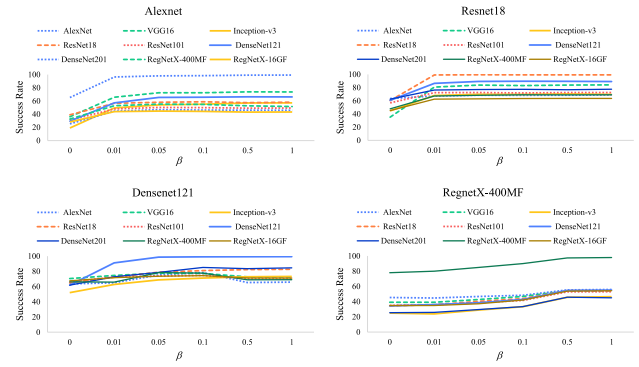 Alexnet
AlexNet VGG16 Inception-v3
ResNet18 ResNet101 DenseNet121
DenseNet201 RegNetX-400MF RegNetX-16GF
Success Rate
100
80
60
40
20
0
0 0.01 0.05 0.1 0.5 1
β
Resnet18
AlexNet VGG16 Inception-v3
ResNet18 ResNet101 DenseNet121
DenseNet201 RegNetX-400MF RegNetX-16GF
Success Rate
100
80
60
40
20
0
0 0.01 0.05 0.1 0.5 1
β
Densenet121
AlexNet VGG16 Inception-v3
ResNet18 ResNet101 DenseNet121
DenseNet201 RegNetX-400MF RegNetX-16GF
Success Rate
100
80
60
40
20
0
0 0.01 0.05 0.1 0.5 1
β
RegnetX-400MF
AlexNet VGG16 Inception-v3
ResNet18 ResNet101 DenseNet121
DenseNet201 RegNetX-400MF RegNetX-16GF
Success Rate
100
80
60
40
20
0
0 0.01 0.05 0.1 0.5 1
β